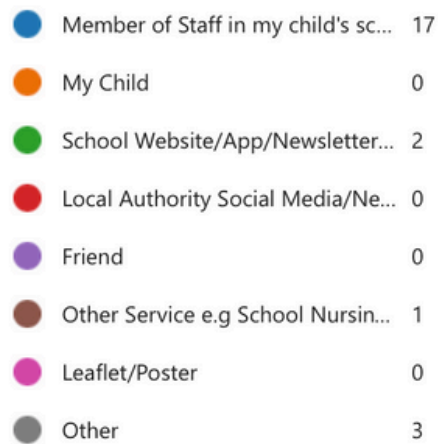 Member of Staff in my child's sc... 17
My Child 0
School Website/App/Newsletter... 2
Local Authority Social Media/Ne... 0
Friend 0
Other Service e.g School Nursin... 1
Leaflet/Poster 0
Other 3